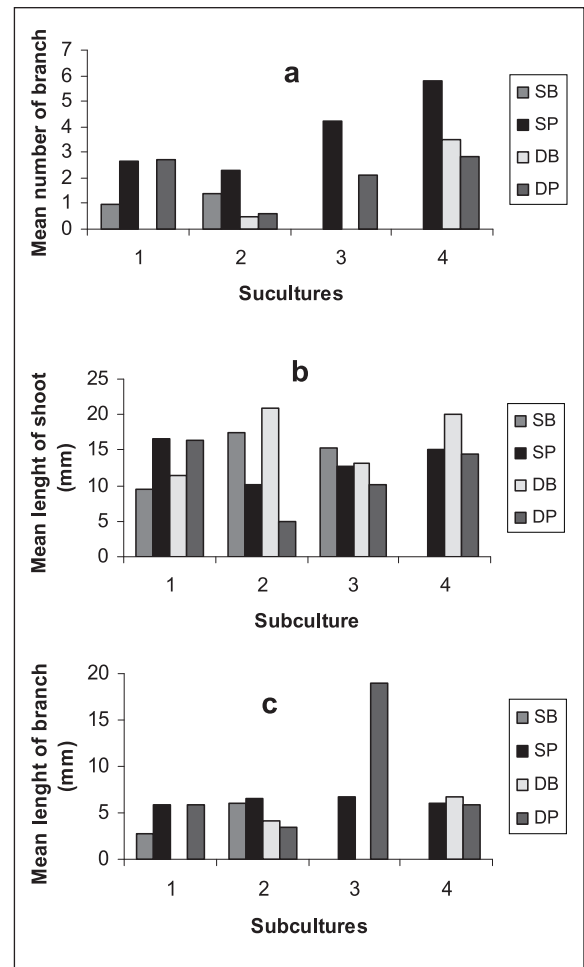 a
Mean number of branch
7
6
5
4
3
2
1
0
1 2 3 4
Sucultures
SB
SP
DB
DP
b
Mean lenght of shoot
(mm)
25
20
15
10
5
0
1 2 3 4
Subculture
SB
SP
DB
DP
c
Mean lenght of branch
(mm)
20
15
10
5
0
1 2 3 4
Subcultures
SB
SP
DB
DP